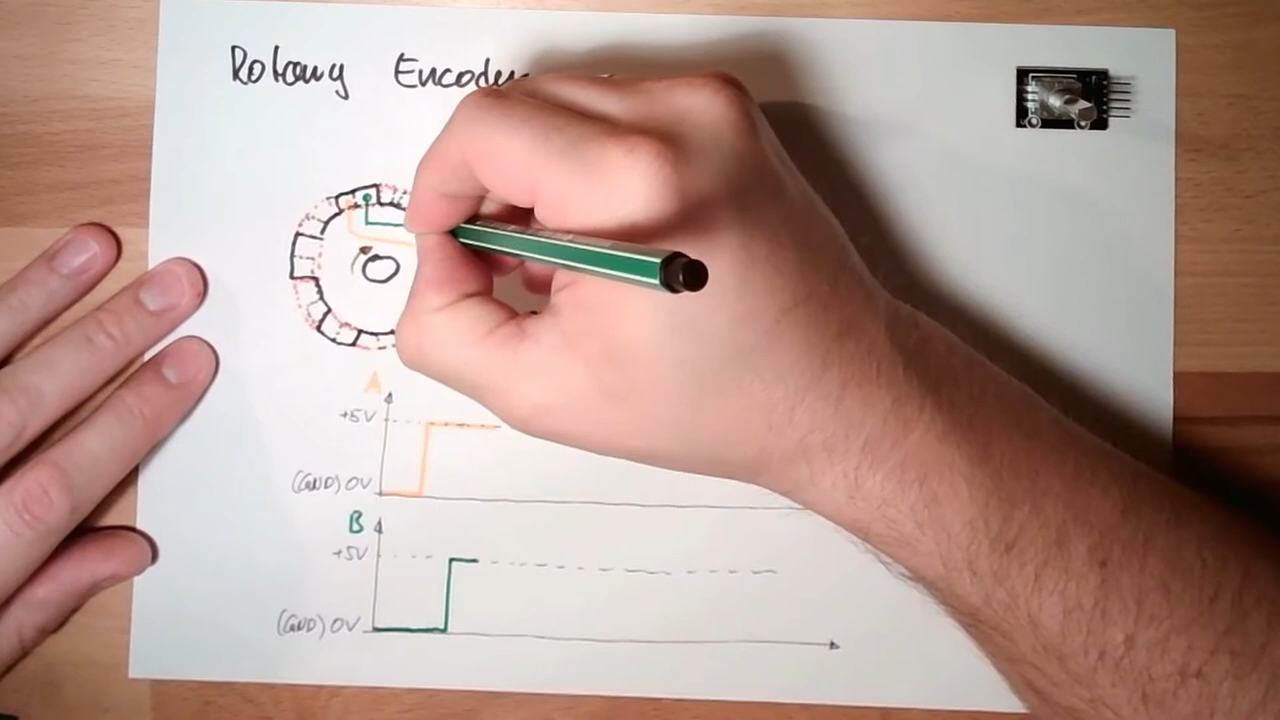 Rotary Encode
A
+5V
(GND) 0V
B
+5V
(GND) 0V